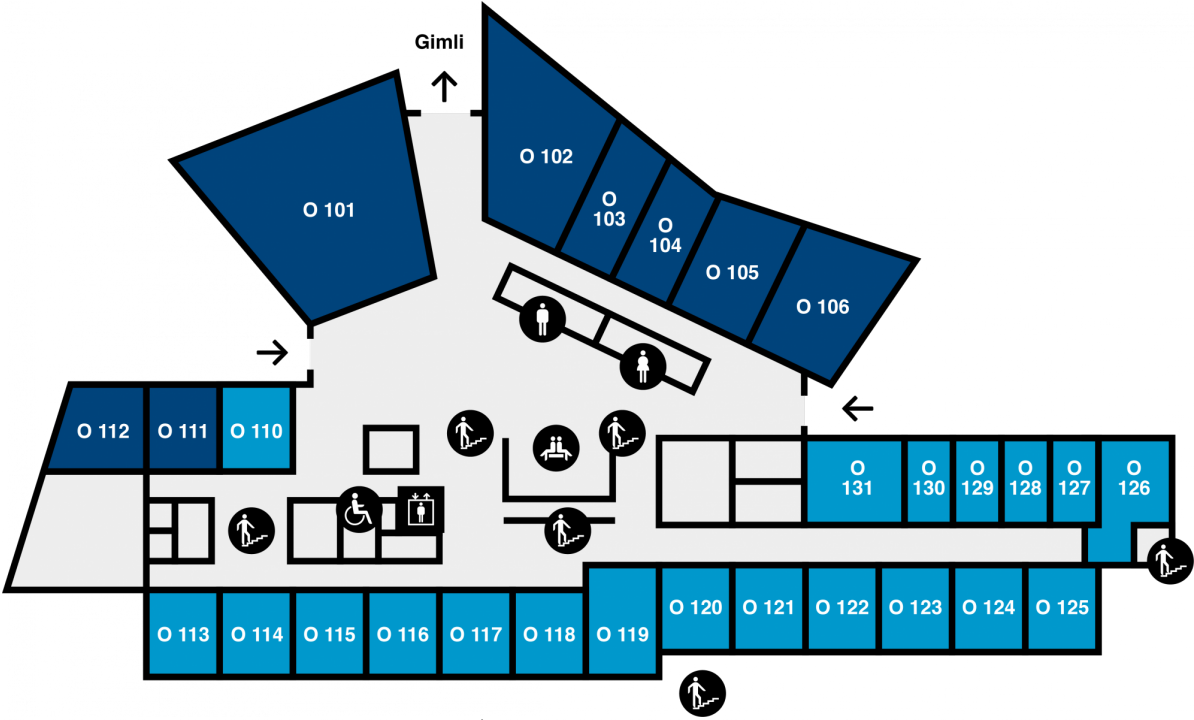 Gimli
O 101
O 102
O
103
O
104
O 105
O 106
O 112
O 111
O 110
O
131
O
130
O
129
O
128
O
127
O
126
O 113
O 114
O 115
O 116
O 117
O 118
O 119
O 120
O 121
O 122
O 123
O 124
O 125